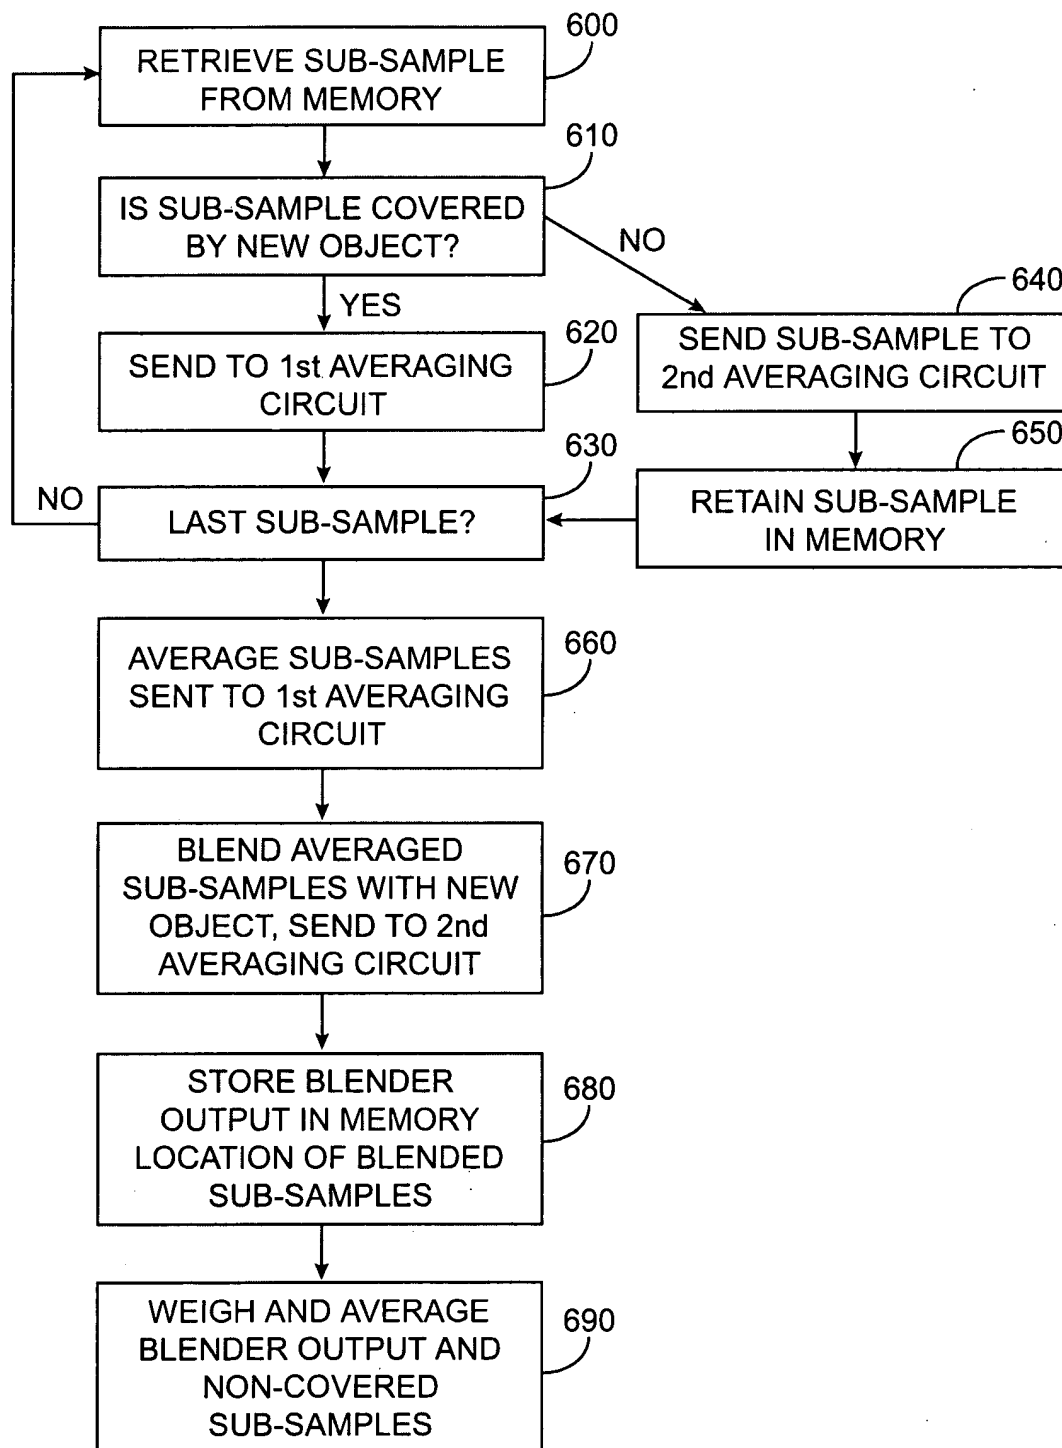 600
RETRIEVE SUB-SAMPLE
FROM MEMORY
610
IS SUB-SAMPLE COVERED
BY NEW OBJECT?
NO
YES
620
SEND TO 1st AVERAGING
CIRCUIT
640
SEND SUB-SAMPLE TO
2nd AVERAGING CIRCUIT
650
RETAIN SUB-SAMPLE
IN MEMORY
630
NO
LAST SUB-SAMPLE?
660
AVERAGE SUB-SAMPLES
SENT TO 1st AVERAGING
CIRCUIT
670
BLEND AVERAGED
SUB-SAMPLES WITH NEW
OBJECT, SEND TO 2nd
AVERAGING CIRCUIT
680
STORE BLENDER
OUTPUT IN MEMORY
LOCATION OF BLENDED
SUB-SAMPLES
690
WEIGH AND AVERAGE
BLENDER OUTPUT AND
NON-COVERED
SUB-SAMPLES